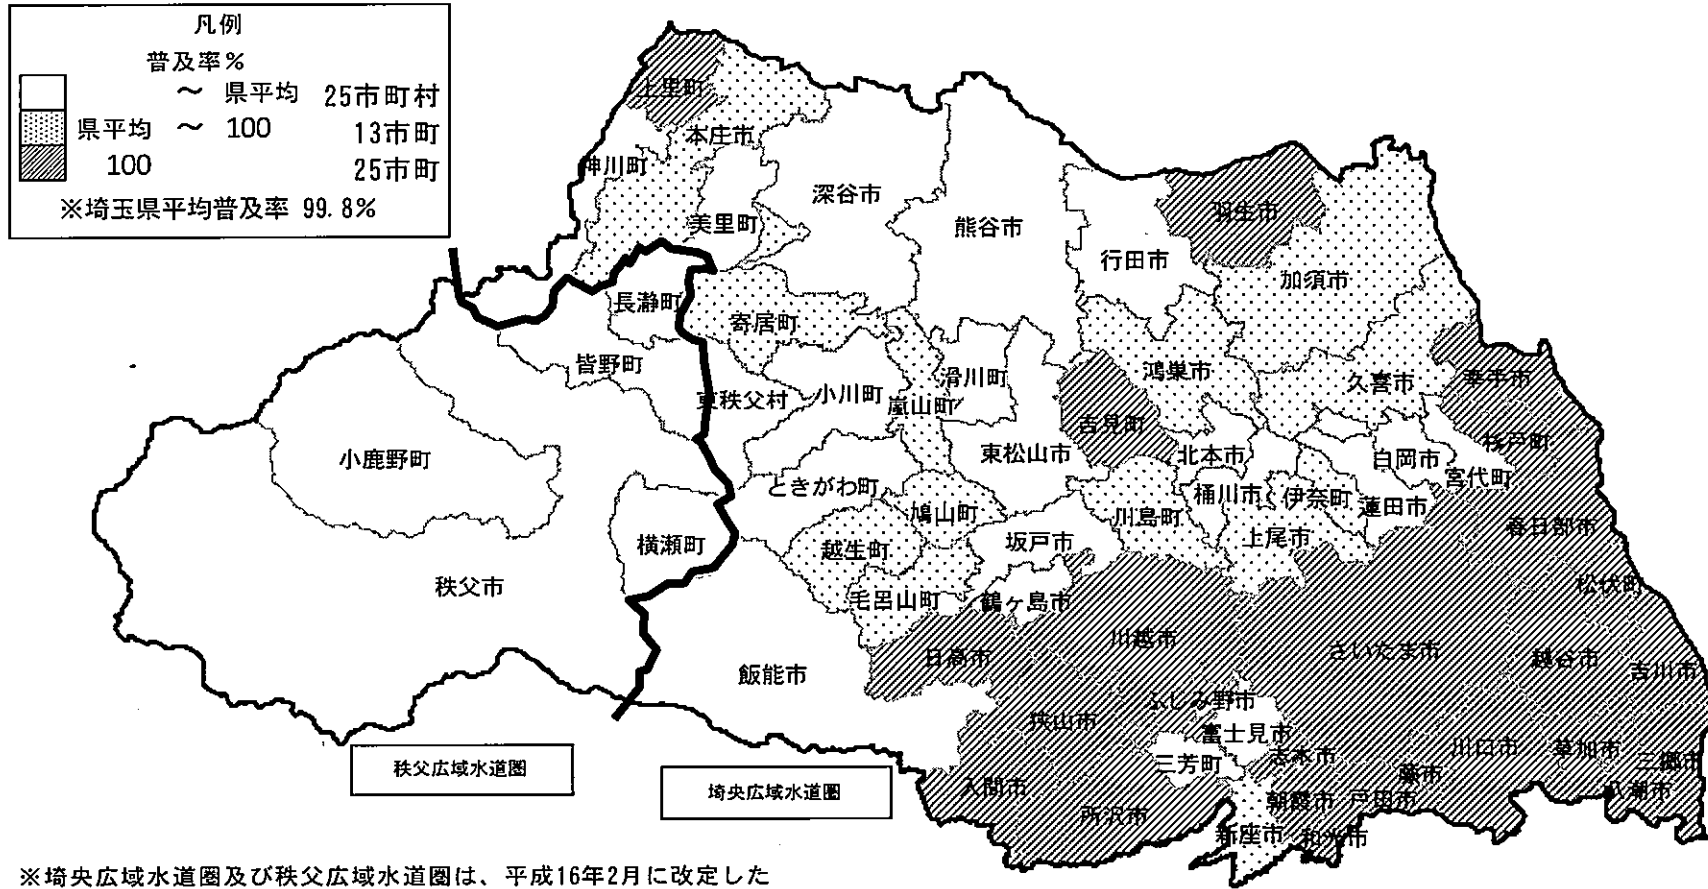 凡例
普及率%
～ 県平均 25市町村
県平均 ～ 100 13市町
100 25市町
※埼玉県平均普及率 99.8%
上里町
本庄市
神川町
深谷市
美里町
熊谷市
羽生市
行田市
加須市
長瀞町
寄居町
皆野町
滑川町
鴻巣市
久喜市
幸手市
東秩父村
小川町
嵐山町
吉見町
杉戸町
小鹿野町
東松山市
北本市
白岡市
宮代町
ときがわ町
桶川市
伊奈町
蓮田市
鳩山町
川島町
春日部市
横瀬町
越生町
坂戸市
上尾市
秩父市
毛呂山町
鶴ヶ島市
松伏町
川越市
さいたま市
日高市
越谷市
吉川市
飯能市
ふじみ野市
狭山市
富士見市
三芳町
志木市
川口市
草加市
三郷市
蕨市
入間市
朝霞市
戸田市
八潮市
所沢市
新座市
和光市
秩父広域水道圏
埼央広域水道圏
※埼央広域水道圏及び秩父広域水道圏は、平成16年2月に改定した